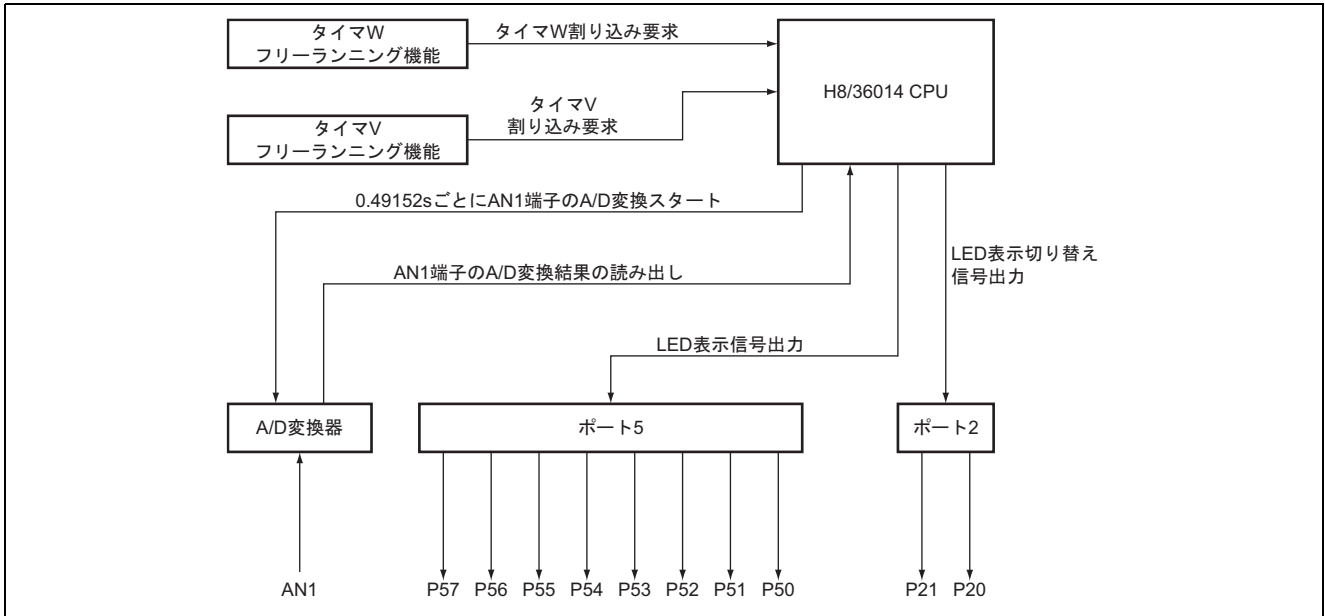 タイマW
フリーランニング機能
タイマW割り込み要求
H8/36014 CPU
タイマV
割り込み要求
タイマV
フリーランニング機能
0.49152sごとにAN1端子のA/D変換スタート
LED表示切り替え
信号出力
AN1端子のA/D変換結果の読み出し
LED表示信号出力
A/D変換器
ポート5
ポート2
AN1
P57 P56 P55 P54 P53 P52 P51 P50
P21 P20